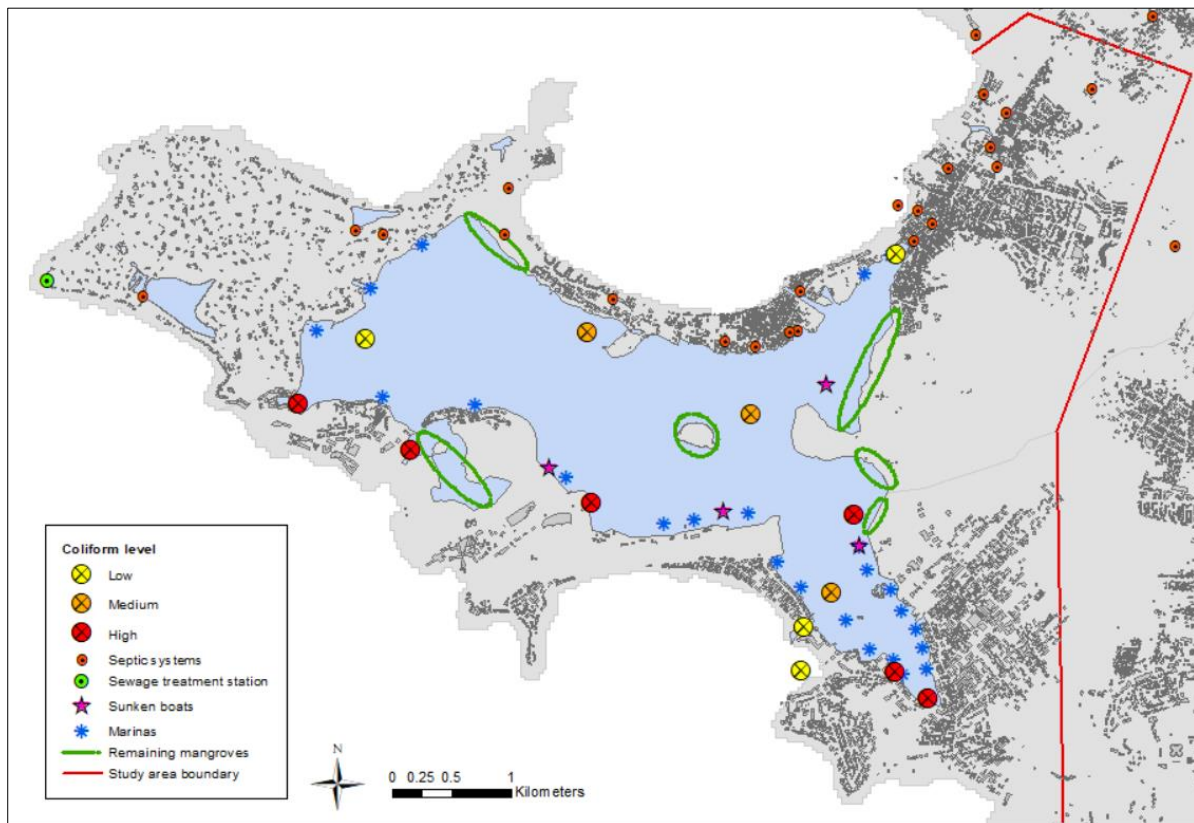 Coliform level
Low
Medium
High
Septic systems
Sewage treatment station
Sunken boats
Marinas
Remaining mangroves
Study area boundary
N
0 0.25 0.5 1
Kilometers